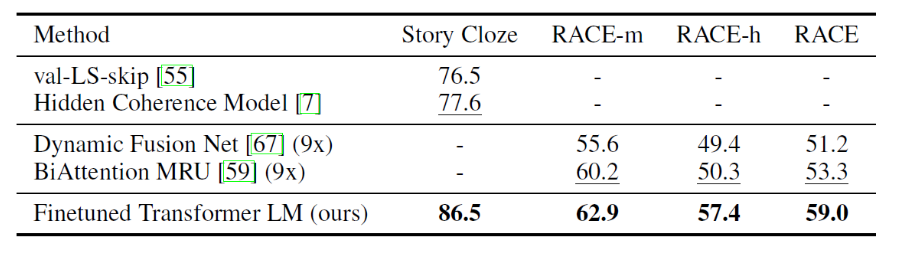 Method Story Cloze RACE-m RACE-h RACE
val-LS-skip [55] 76.5 - - -
Hidden Coherence Model [7] 77.6 - - -
Dynamic Fusion Net [67] (9x) - 55.6 49.4 51.2
BiAttention MRU [59] (9x) - 60.2 50.3 53.3
Finetuned Transformer LM (ours) 86.5 62.9 57.4 59.0